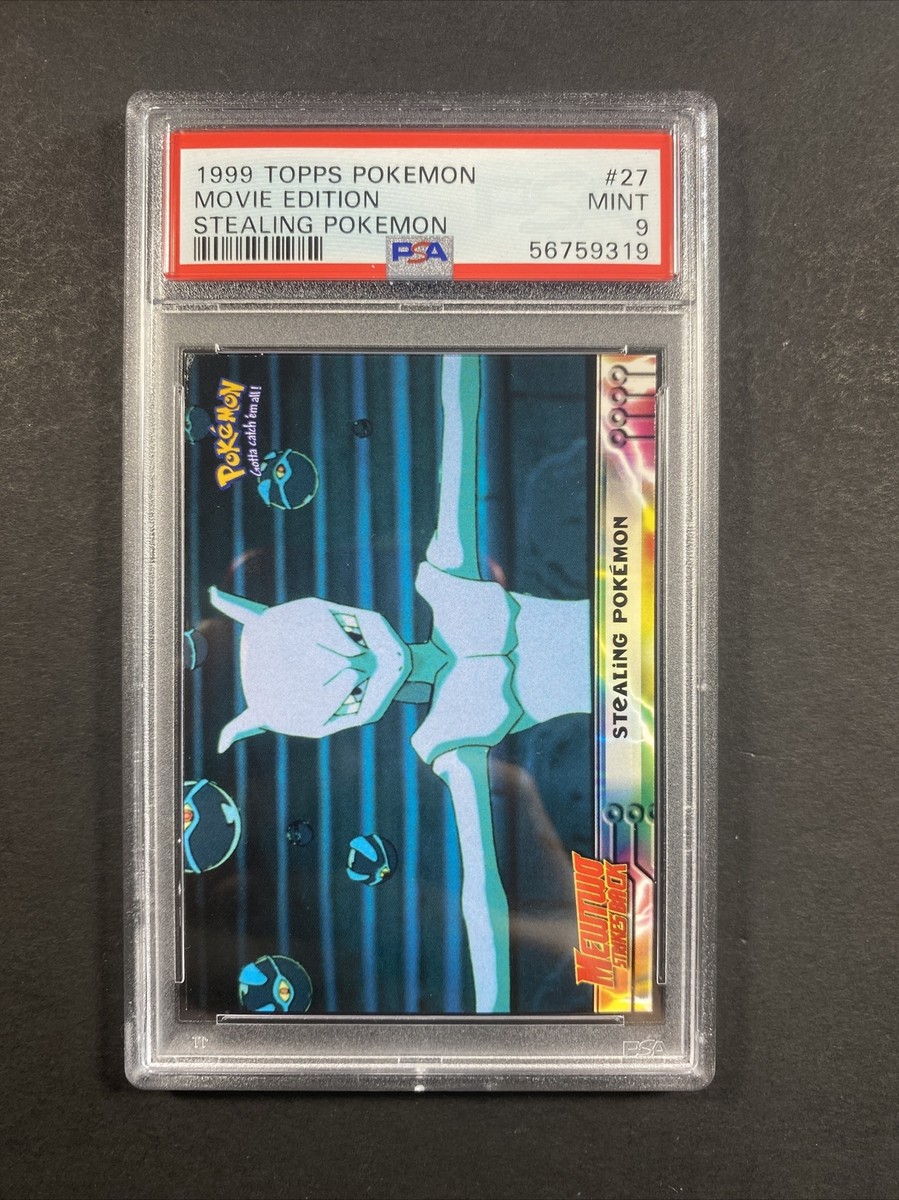 1999 TOPPS POKEMON #27
MOVIE EDITION MINT
STEALING POKEMON 9
PSA 56759319
POKéMON
Gotta catch 'em all!
STeALiNG POKÉMON
MEWTWO
STRIKES BACK
11
PSA